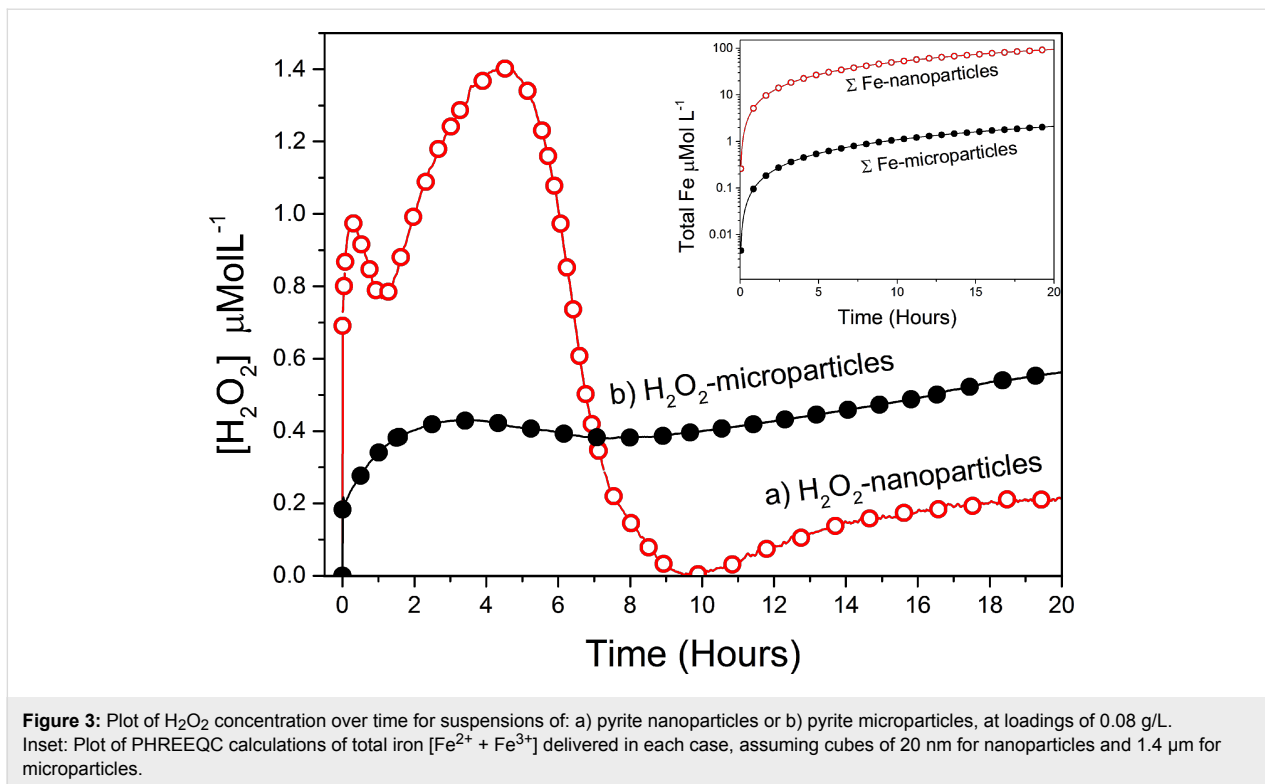 [H₂O₂] μMolL⁻¹
1.4
1.2
1.0
0.8
0.6
0.4
0.2
0.0
0 2 4 6 8 10 12 14 16 18 20
Time (Hours)
b) H₂O₂-microparticles
a) H₂O₂-nanoparticles
Total Fe μMol L⁻¹
100
10
1
0.1
0.01
Σ Fe-nanoparticles
Σ Fe-microparticles
0 5 10 15 20
Time (Hours)
Figure 3: Plot of H₂O₂ concentration over time for suspensions of: a) pyrite nanoparticles or b) pyrite microparticles, at loadings of 0.08 g/L.
Inset: Plot of PHREEQC calculations of total iron [Fe²⁺ + Fe³⁺] delivered in each case, assuming cubes of 20 nm for nanoparticles and 1.4 μm for
microparticles.